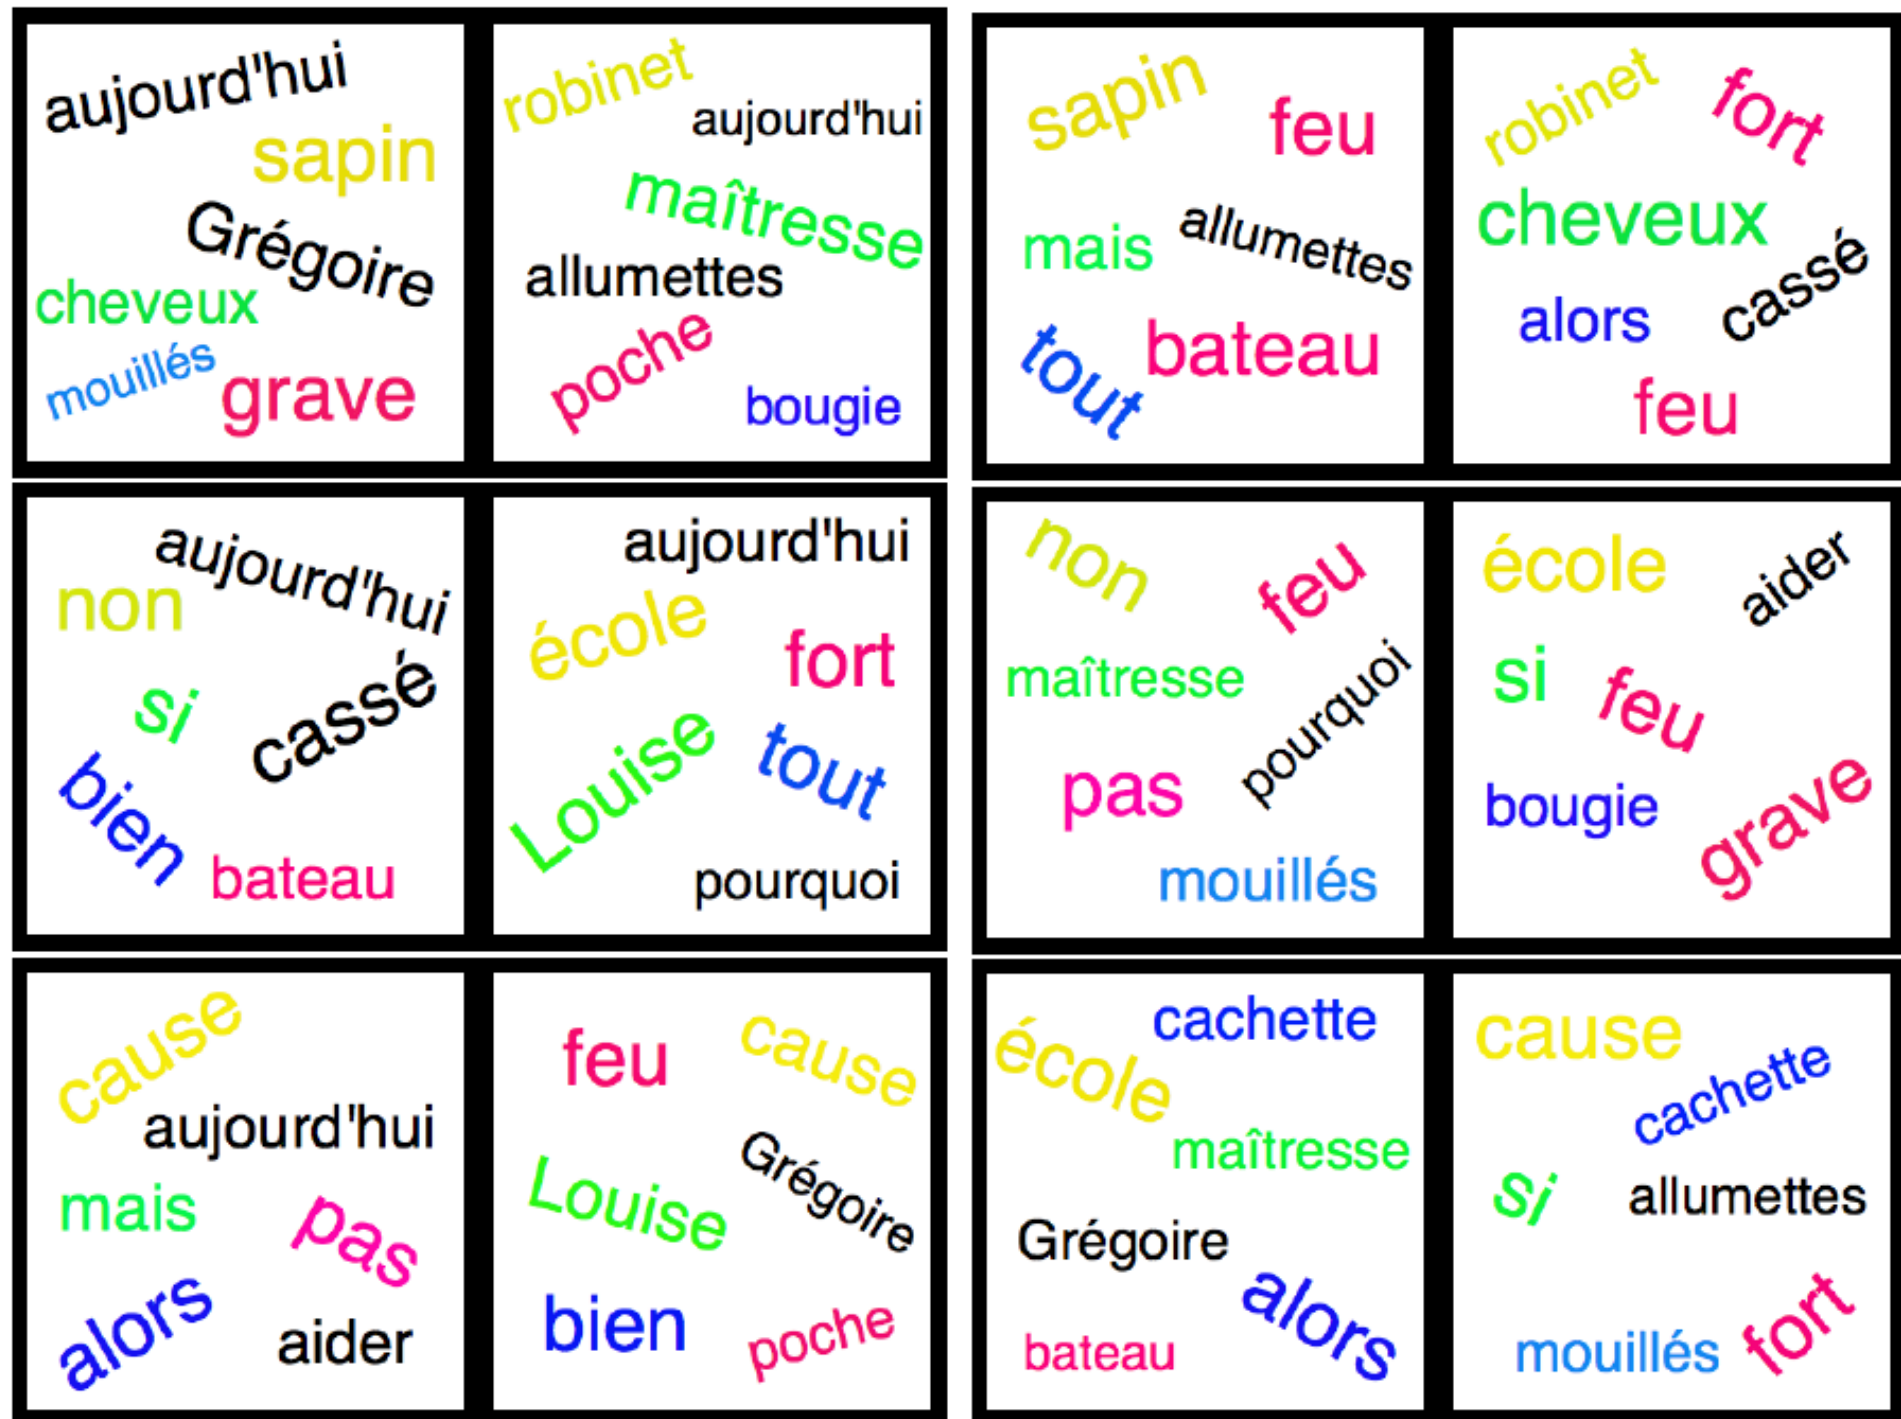 aujourd'hui
sapin
Grégoire
cheveux
mouillés
grave
robinet
aujourd'hui
maîtresse
allumettes
poche
bougie
sapin
feu
mais
allumettes
tout
bateau
robinet
fort
cheveux
cassé
alors
feu
aujourd'hui
non
si
cassé
bien
bateau
aujourd'hui
école
fort
Louise
tout
pourquoi
non
feu
maîtresse
pourquoi
pas
mouillés
école
aider
si
feu
bougie
grave
cause
aujourd'hui
mais
pas
alors
aider
feu
cause
Louise
Grégoire
bien
poche
cachette
école
maîtresse
Grégoire
alors
bateau
cause
cachette
si
allumettes
mouillés
fort